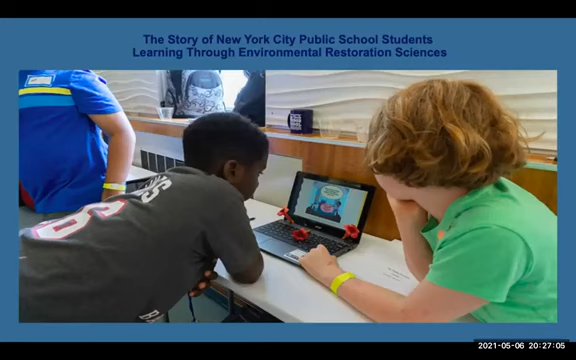 The Story of New York City Public School Students
Learning Through Environmental Restoration Sciences
2021-05-06 20:27:05